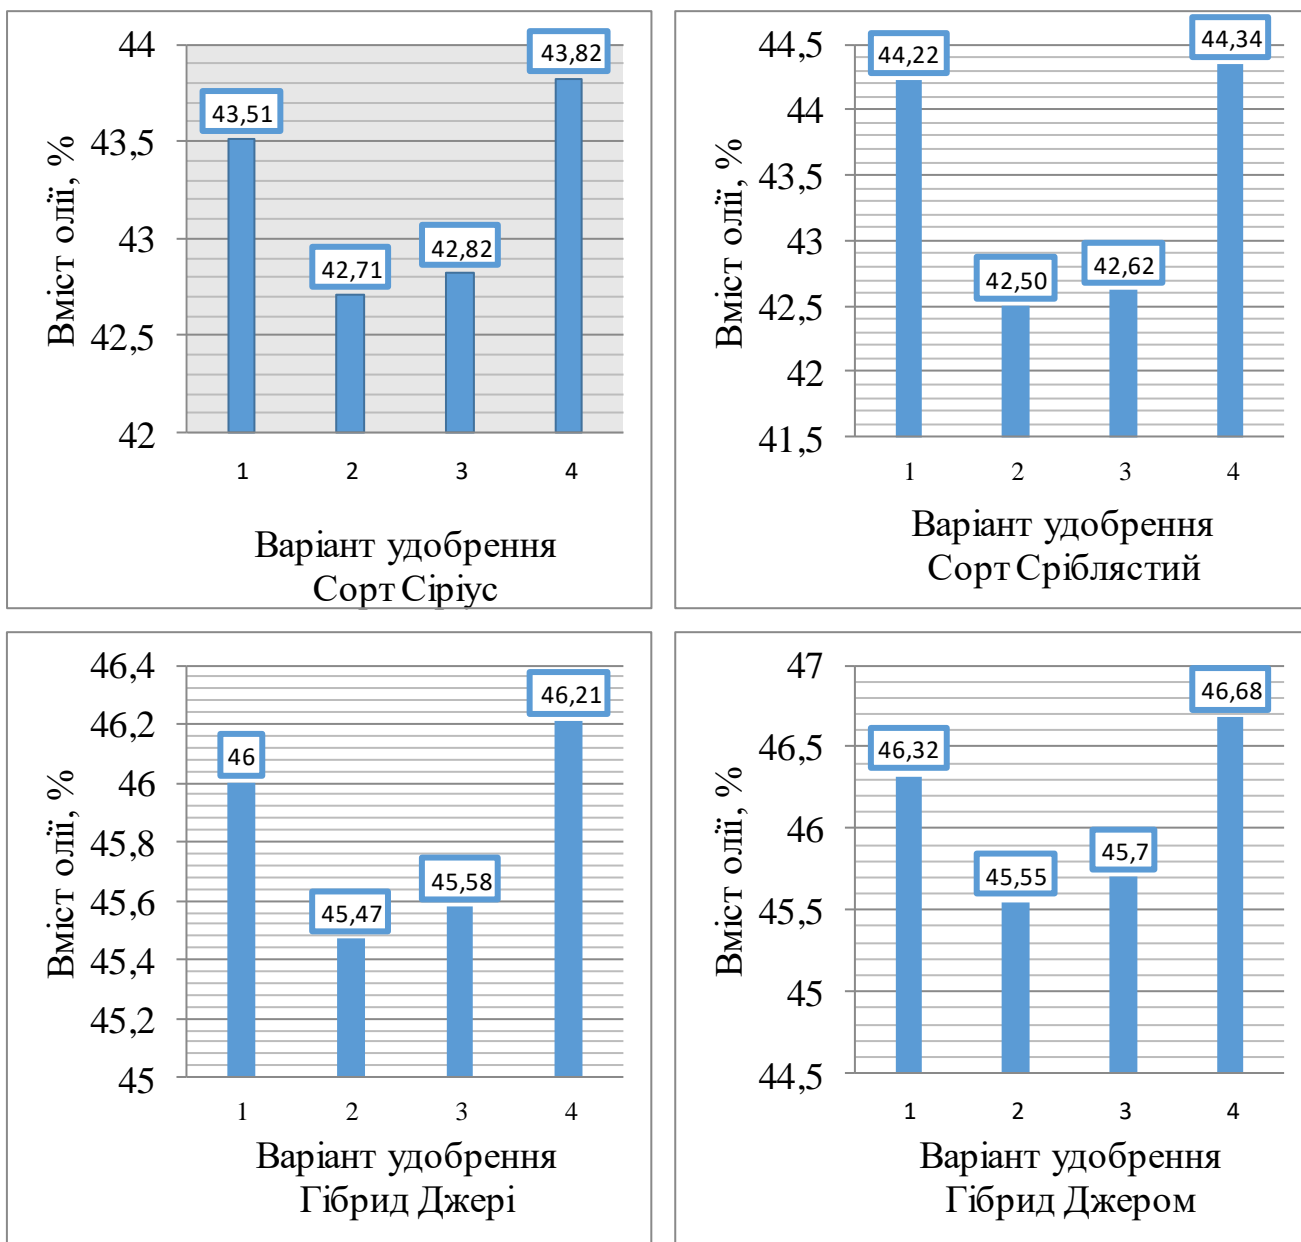 Вміст олії, %
44
43,5
43
42,5
42
43,51
42,71
42,82
43,82
1 2 3 4
Варіант удобрення
Сорт Сіріус
Вміст олії, %
44,5
44
43,5
43
42,5
42
41,5
44,22
42,50
42,62
44,34
1 2 3 4
Варіант удобрення
Сорт Сріблястий
Вміст олії, %
46,4
46,2
46
45,8
45,6
45,4
45,2
45
46
45,47
45,58
46,21
1 2 3 4
Варіант удобрення
Гібрид Джері
Вміст олії, %
47
46,5
46
45,5
45
44,5
46,32
45,55
45,7
46,68
1 2 3 4
Варіант удобрення
Гібрид Джером